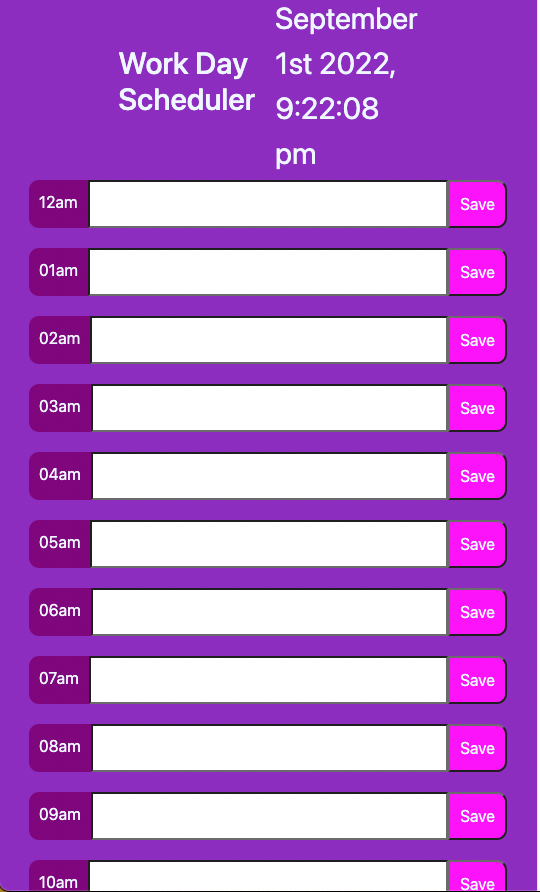 Work Day
Scheduler
September
1st 2022,
9:22:08
pm
12am Save
01am Save
02am Save
03am Save
04am Save
05am Save
06am Save
07am Save
08am Save
09am Save
10am Save